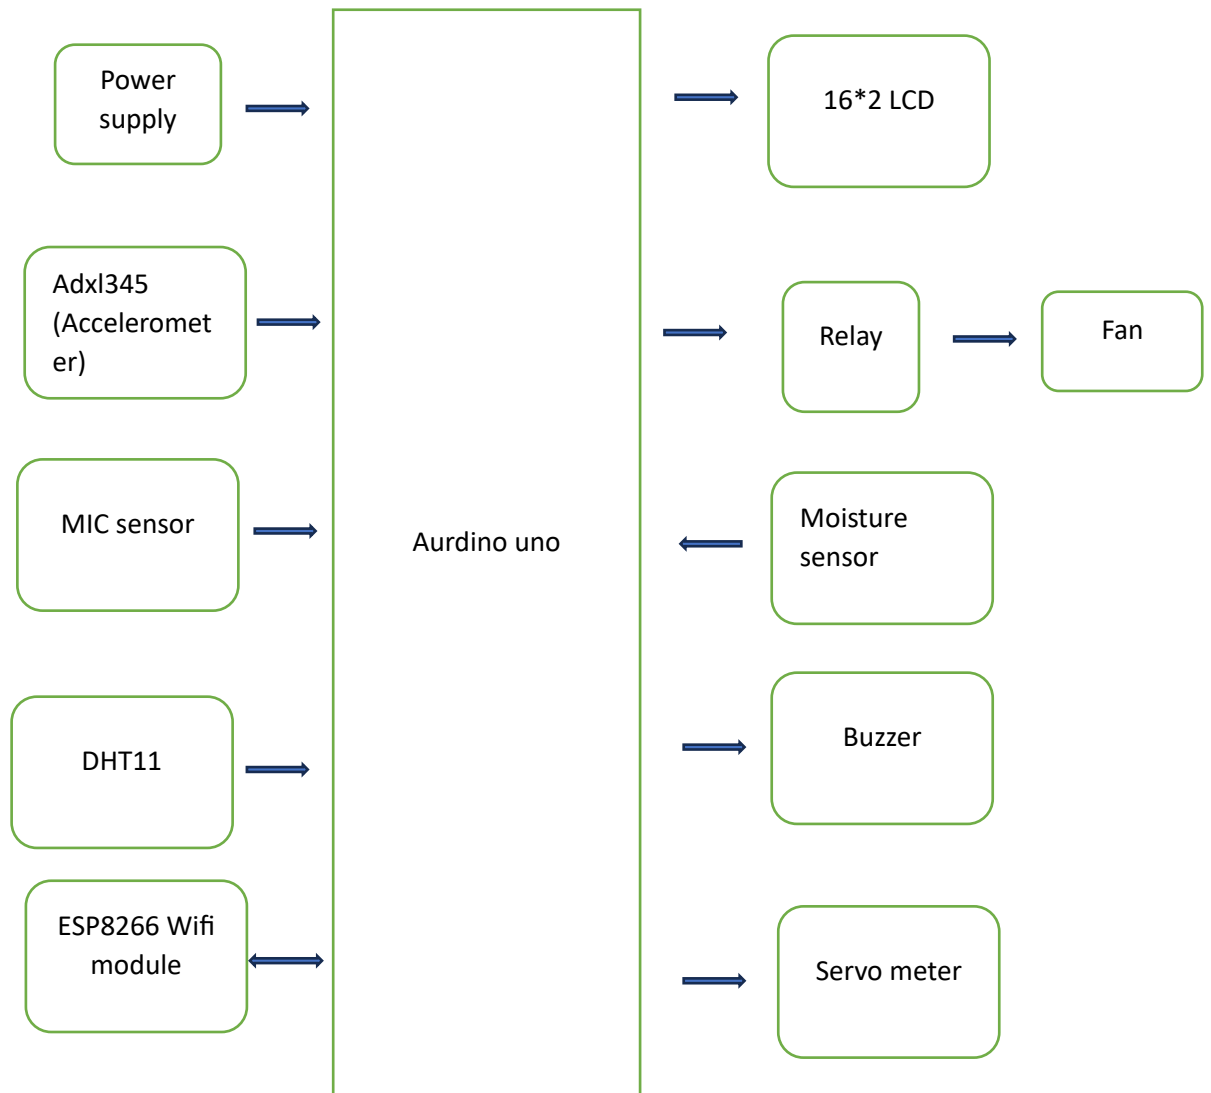 Power
supply
16*2 LCD
Adxl345
(Acceleromet
er)
Relay
Fan
MIC sensor
Aurdino uno
Moisture
sensor
DHT11
Buzzer
ESP8266 Wifi
module
Servo meter